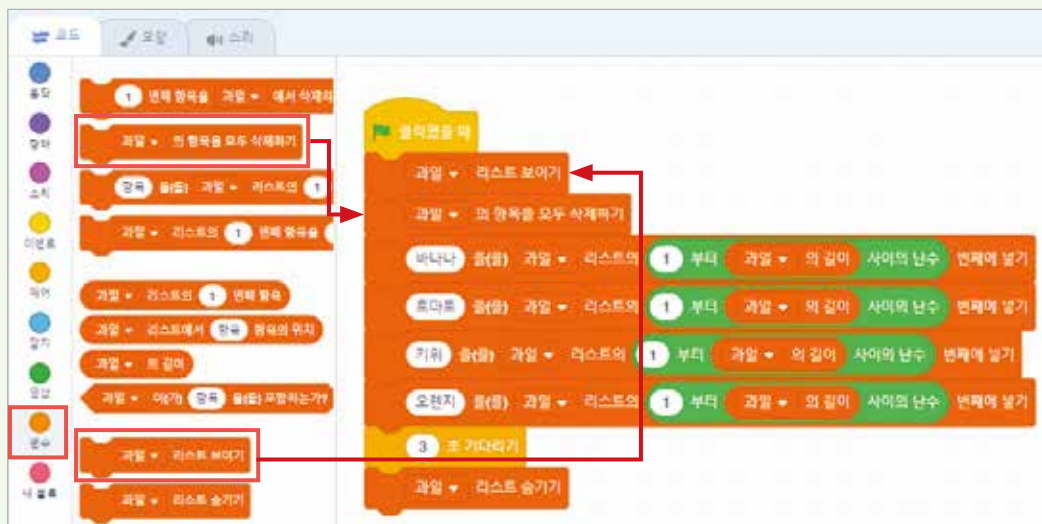 코드
모양
소리
동작
형태
소리
이벤트
제어
감지
연산
변수
내 블록
1 번째 항목을 과일 에서 삭제하
과일 의 항목을 모두 삭제하기
항목 을(를) 과일 리스트의 1
과일 리스트의 1 번째 항목을
과일 리스트의 1 번째 항목
과일 리스트에서 항목 항목의 위치
과일 의 길이
과일 이(가) 항목 을(를) 포함하는가?
과일 리스트 보이기
과일 리스트 숨기기
클릭했을 때
과일 리스트 보이기
과일 의 항목을 모두 삭제하기
바나나 을(를) 과일 리스트의 1 부터 과일 의 길이 사이의 난수 번째에 넣기
토마토 을(를) 과일 리스트의 1 부터 과일 의 길이 사이의 난수 번째에 넣기
키위 을(를) 과일 리스트의 1 부터 과일 의 길이 사이의 난수 번째에 넣기
오렌지 을(를) 과일 리스트의 1 부터 과일 의 길이 사이의 난수 번째에 넣기
3 초 기다리기
과일 리스트 숨기기